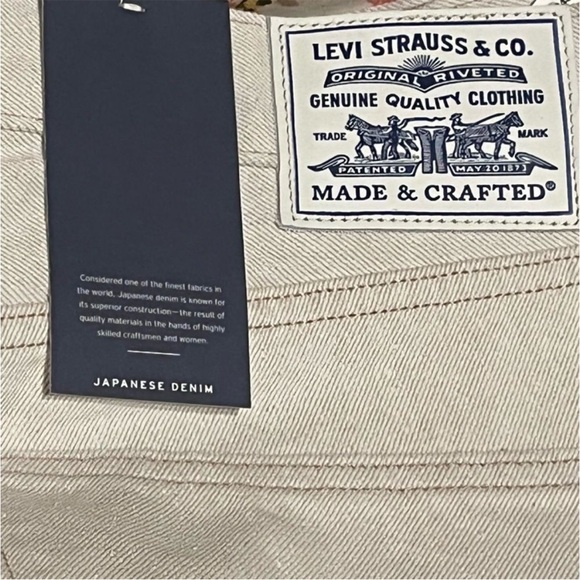 LEVI STRAUSS & CO.
ORIGINAL RIVETED
GENUINE QUALITY CLOTHING
TRADE MARK
PATENTED MAY 20 1873
MADE & CRAFTED®
Considered one of the finest fabrics in
the world, Japanese denim is known for
its superior construction—the result of
quality materials in the hands of highly
skilled craftsmen and women.
JAPANESE DENIM